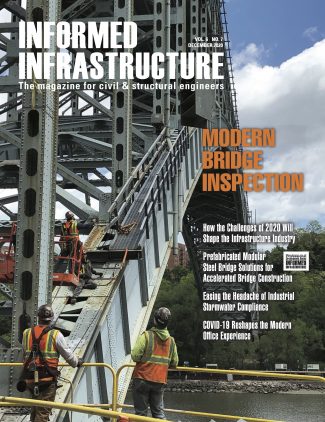 INFORMED
INFRASTRUCTURE
VOL. 6 NO. 7
DECEMBER 2020
The magazine for civil & structural engineers
MODERN
BRIDGE
INSPECTION
How the Challenges of 2020 Will
Shape the Infrastructure Industry
Prefabricated Modular
Steel Bridge Solutions for
Accelerated Bridge Construction
Easing the Headache of Industrial
Stormwater Compliance
COVID-19 Reshapes the Modern
Office Experience